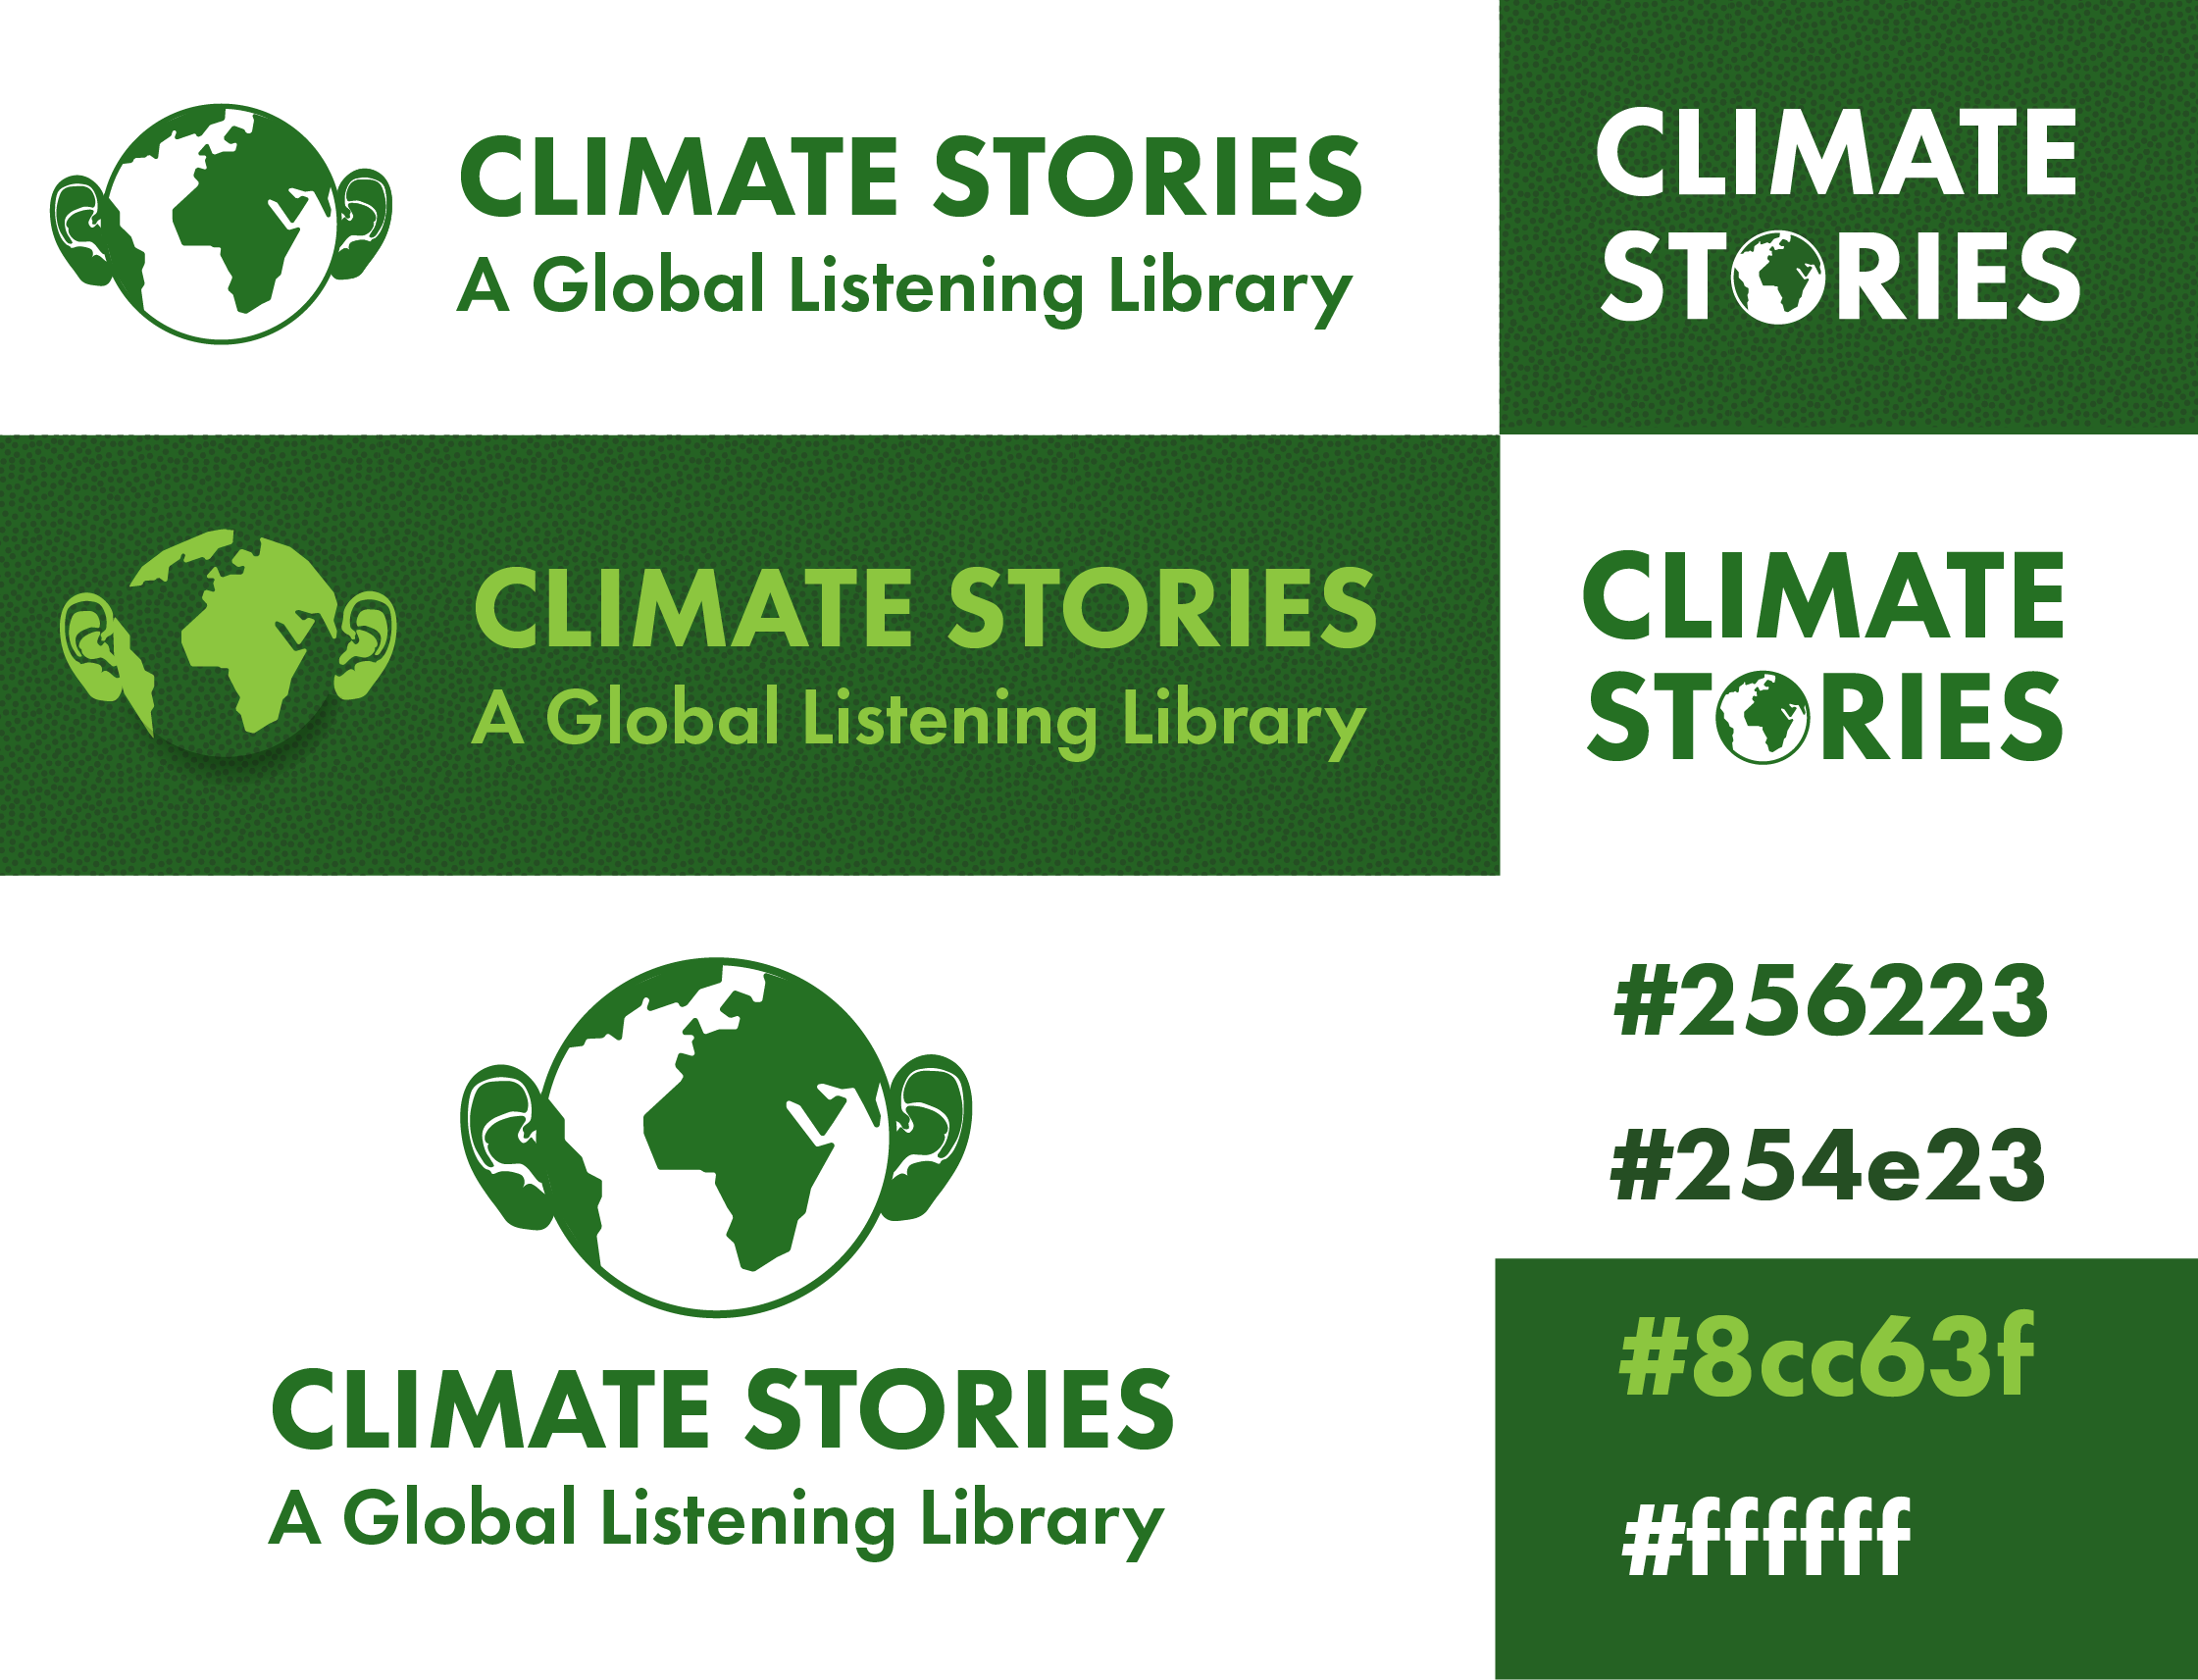 CLIMATE STORIES
A Global Listening Library
CLIMATE
STORIES
CLIMATE STORIES
A Global Listening Library
CLIMATE
STORIES
CLIMATE STORIES
A Global Listening Library
#256223
#254e23
#8cc63f
#ffffff